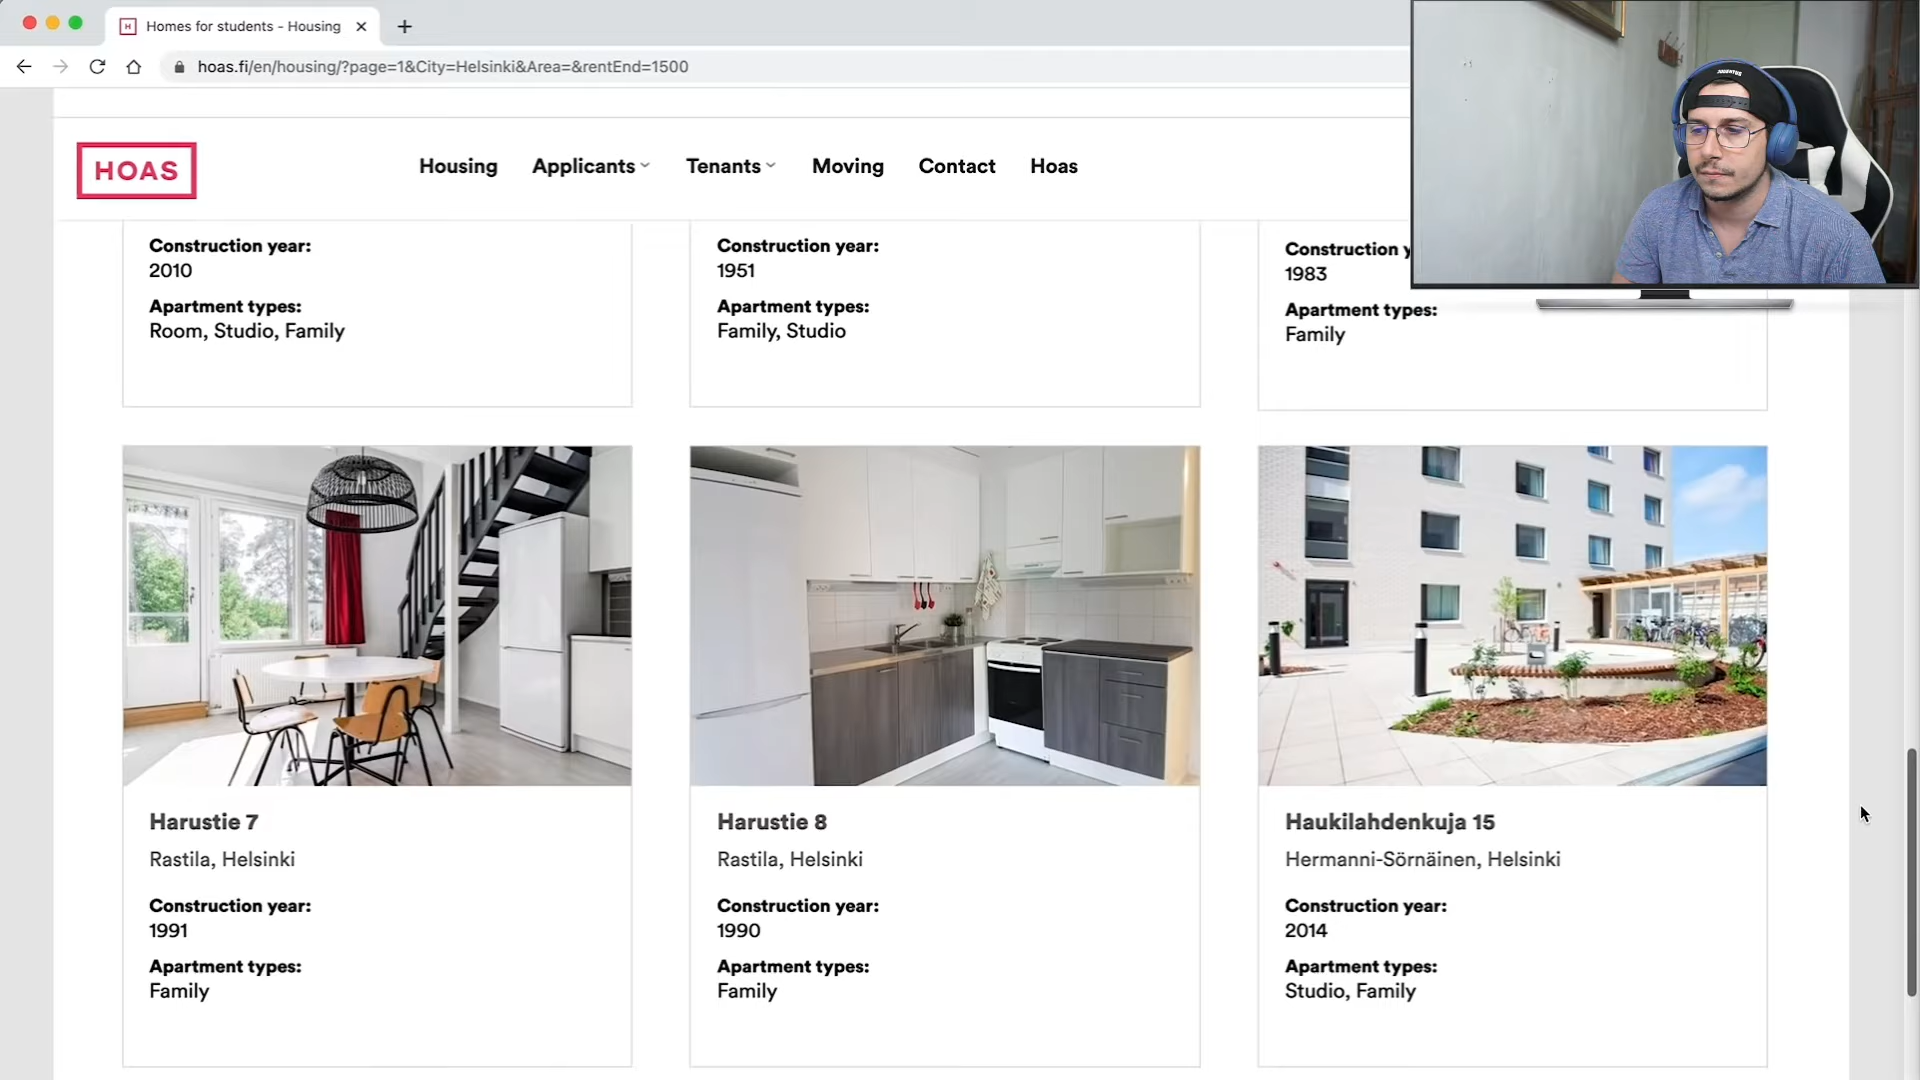 Homes for students - Housing
hoas.fi/en/housing/?page=1&City=Helsinki&Area=&rentEnd=1500
HOAS
Housing
Applicants
Tenants
Moving
Contact
Hoas
Construction year:
2010
Apartment types:
Room, Studio, Family
Construction year:
1951
Apartment types:
Family, Studio
Construction y
1983
Apartment types:
Family
Harustie 7
Rastila, Helsinki
Construction year:
1991
Apartment types:
Family
Harustie 8
Rastila, Helsinki
Construction year:
1990
Apartment types:
Family
Haukilahdenkuja 15
Hermanni-Sörnäinen, Helsinki
Construction year:
2014
Apartment types:
Studio, Family
JUVENTUS